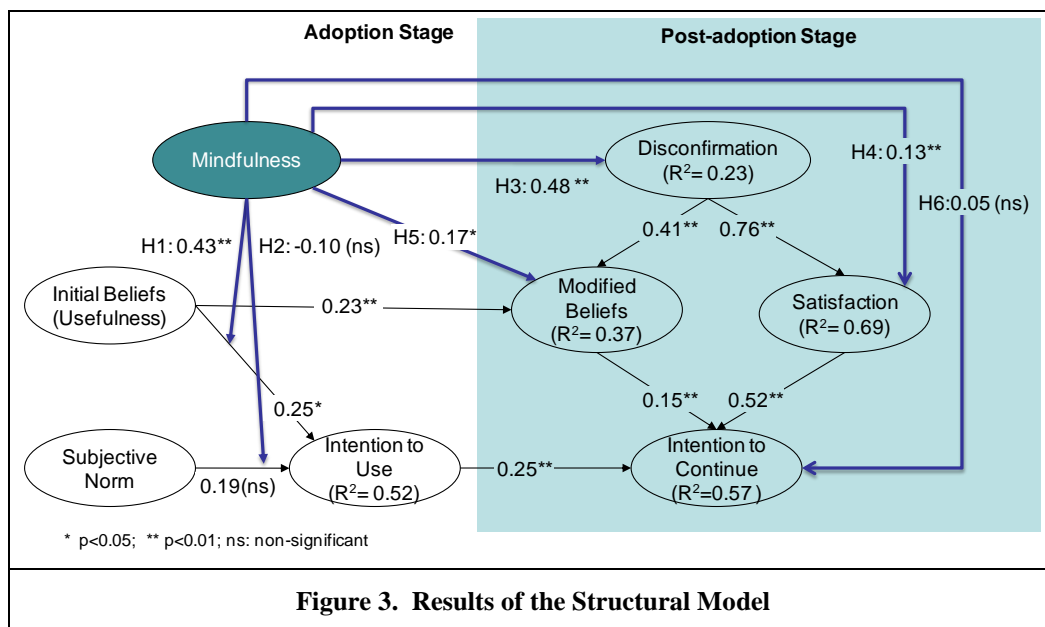 Adoption Stage
Post-adoption Stage
Mindfulness
Disconfirmation
(R²= 0.23)
H4: 0.13**
H3: 0.48 **
H6:0.05 (ns)
H1: 0.43**
H2: -0.10 (ns)
H5: 0.17*
0.41**
0.76**
Initial Beliefs
(Usefulness)
0.23**
Modified
Beliefs
(R²= 0.37)
Satisfaction
(R²= 0.69)
0.25*
0.15**
0.52**
Subjective
Norm
0.19(ns)
Intention to
Use
(R²= 0.52)
0.25**
Intention to
Continue
(R²=0.57)
* p<0.05; ** p<0.01; ns: non-significant
Figure 3. Results of the Structural Model